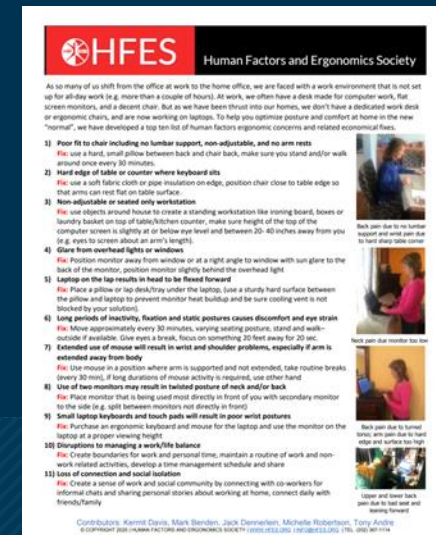 HFES
Human Factors and Ergonomics Society
As so many of us shift from the office at work to the home office, we are faced with a work environment that is not set
up for all-day work (e.g. more than a couple of hours). At work, we often have a desk made for computer work, flat
screen monitors, and a decent chair. But as we have been thrust into our homes, we don't have a dedicated work desk
or ergonomic chairs, and are now working on laptops. To help you optimize posture and comfort at home in the new
"normal", we have developed a top ten list of human factors ergonomic concerns and related economical fixes.
1) Poor fit to chair including no lumbar support, non-adjustable, and no arm rests
Fix: use a hard, small pillow between back and chair back, make sure you stand and/or walk
around once every 30 minutes.
2) Hard edge of table or counter where keyboard sits
Fix: use a soft fabric cloth or pipe insulation on edge, position chair close to table edge so
that arms can rest flat on table surface.
3) Non-adjustable or seated only workstation
Fix: use objects around house to create a standing workstation like ironing board, boxes or
laundry basket on top of table/kitchen counter, make sure height of the top of the
computer screen is slightly at or below eye level and between 20- 40 inches away from you
(e.g. eyes to screen about an arm's length).
4) Glare from overhead lights or windows
Fix: Position monitor away from window or at a right angle to window with sun glare to the
back of the monitor, position monitor slightly behind the overhead light
5) Laptop on the lap results in head to be flexed forward
Fix: Place a pillow or lap desk/tray under the laptop, (use a sturdy hard surface between
the pillow and laptop to prevent monitor heat buildup and be sure cooling vent is not
blocked by your solution).
6) Long periods of inactivity, fixation and static postures causes discomfort and eye strain
Fix: Move approximately every 30 minutes, varying seating posture, stand and walk–
outside if available. Give eyes a break, focus on something 20 feet away for 20 sec.
7) Extended use of mouse will result in wrist and shoulder problems, especially if arm is
extended away from body
Fix: Use mouse in a position where arm is supported and not extended, take routine breaks
(every 30 min), if long durations of mouse activity is required, use other hand
8) Use of two monitors may result in twisted posture of neck and/or back
Fix: Place monitor that is being used most directly in front of you with secondary monitor
to the side (e.g. split between monitors not directly in front)
9) Small laptop keyboards and touch pads will result in poor wrist postures
Fix: Purchase an ergonomic keyboard and mouse for the laptop and use the monitor on the
laptop at a proper viewing height
10) Disruptions to managing a work/life balance
Fix: Create boundaries for work and personal time, maintain a routine of work and non-
work related activities, develop a time management schedule and share
11) Loss of connection and social isolation
Fix: Create a sense of work and social community by connecting with co-workers for
informal chats and sharing personal stories about working at home, connect daily with
friends/family
Back pain due to no lumbar
support and wrist pain due
to hard sharp table corner
Neck pain due monitor too low
Back pain due to turned
torso; arm pain due to hard
edge and surface too high
Upper and lower back
pain due to bad seat and
leaning forward
Contributors: Kermit Davis, Mark Benden, Jack Dennerlein, Michelle Robertson, Tony Andre
© COPYRIGHT 2020 | HUMAN FACTORS AND ERGONOMICS SOCIETY | WWW.HFES.ORG | INFO@HFES.ORG | TEL: (202) 367-1114